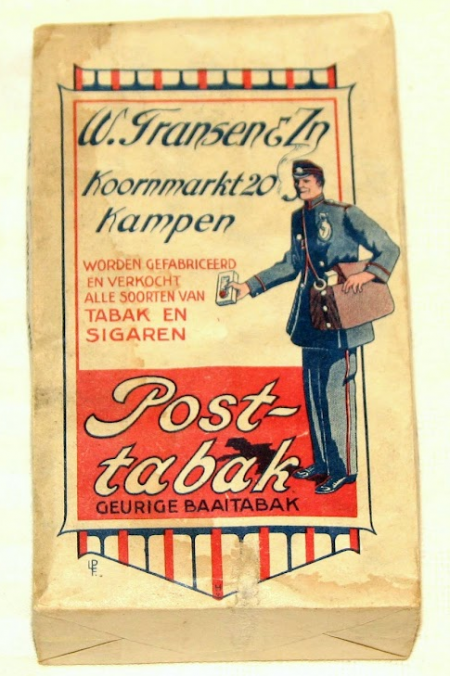 W. Fransen & Zn
Koornmarkt 20
Kampen
WORDEN GEFABRICEERD
EN VERKOCHT
ALLE SOORTEN VAN
TABAK EN
SIGAREN
Post-
tabak
GEURIGE BAAITABAK